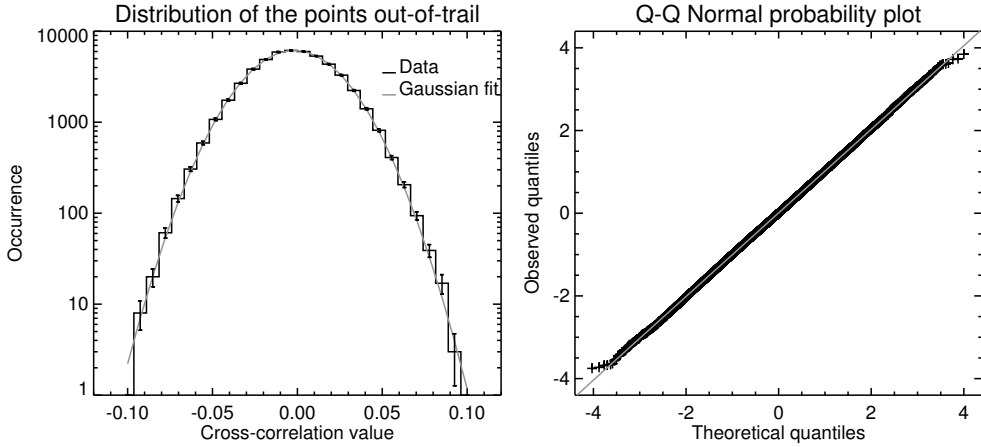 Distribution of the points out-of-trail
10000
1000
100
10
1
Data
Gaussian fit
Occurrence
-0.10 -0.05 0.00 0.05 0.10
Cross-correlation value
Q-Q Normal probability plot
4
2
0
-2
-4
Observed quantiles
-4 -2 0 2 4
Theoretical quantiles